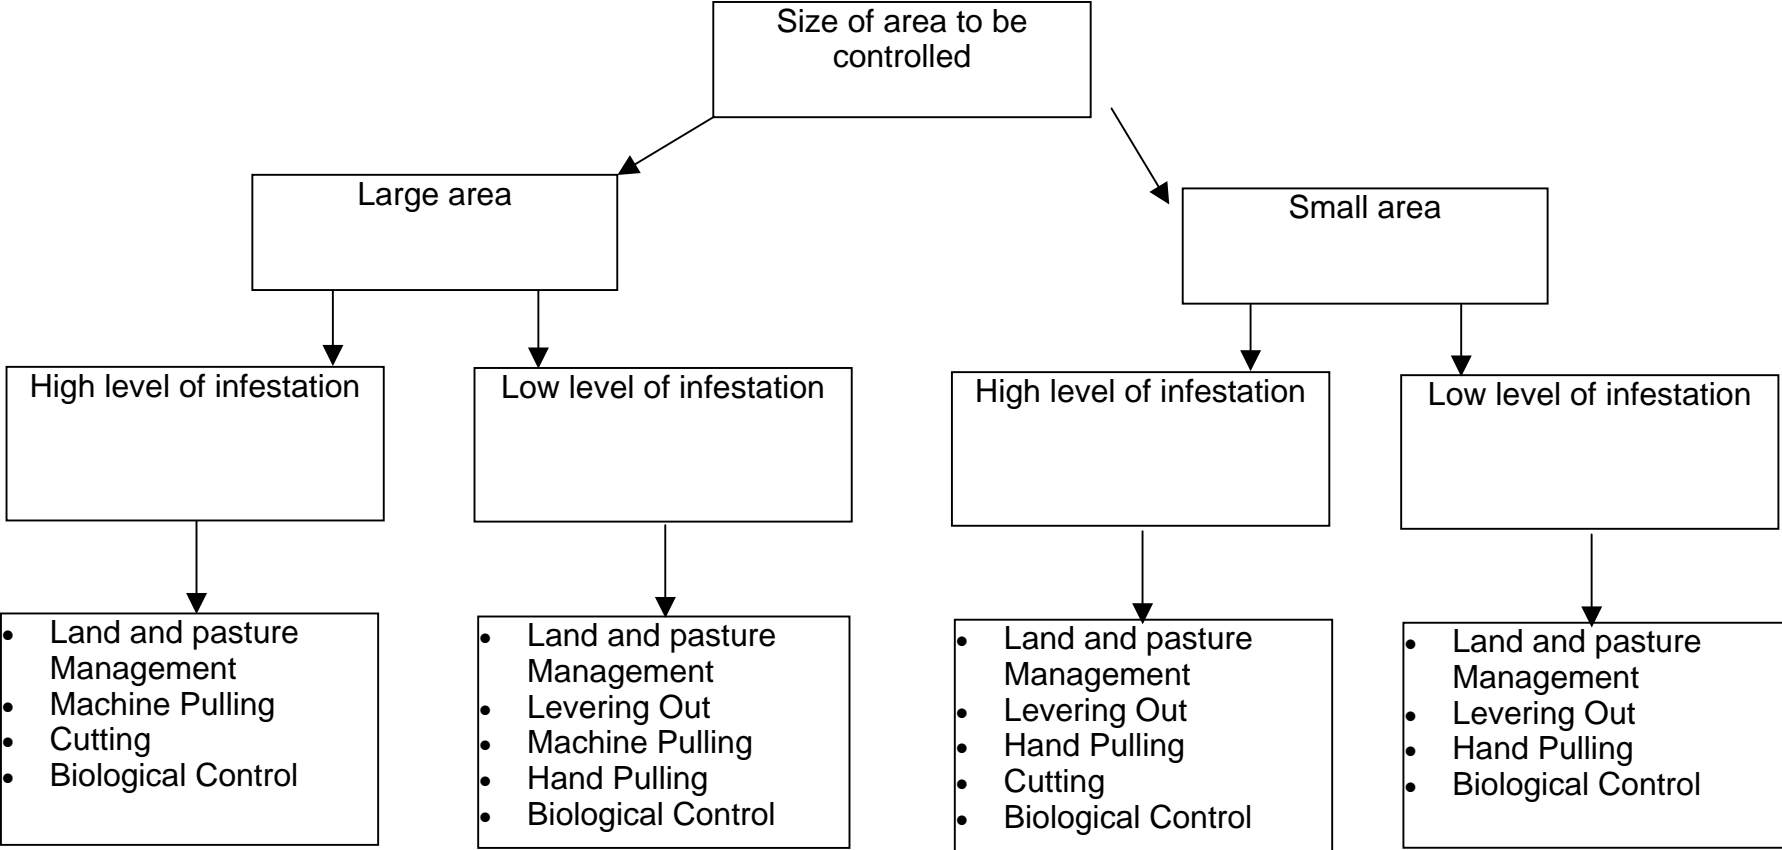 Size of area to be
controlled
Large area
Small area
High level of infestation
Low level of infestation
High level of infestation
Low level of infestation
• Land and pasture
Management
• Machine Pulling
• Cutting
• Biological Control
• Land and pasture
Management
• Levering Out
• Machine Pulling
• Hand Pulling
• Biological Control
• Land and pasture
Management
• Levering Out
• Hand Pulling
• Cutting
• Biological Control
• Land and pasture
Management
• Levering Out
• Hand Pulling
• Biological Control